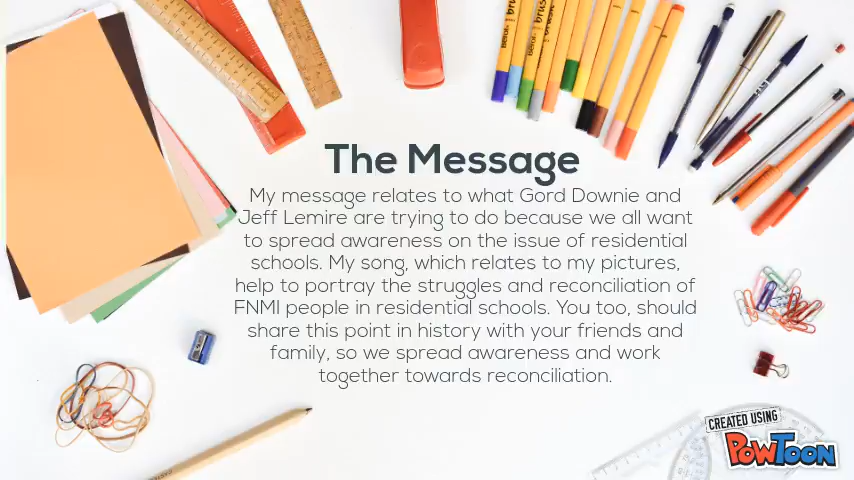 The Message
My message relates to what Gord Downie and
Jeff Lemire are trying to do because we all want
to spread awareness on the issue of residential
schools. My song, which relates to my pictures,
help to portray the struggles and reconciliation of
FNMI people in residential schools. You too, should
share this point in history with your friends and
family, so we spread awareness and work
together towards reconciliation.
CREATED USING
POWTOON